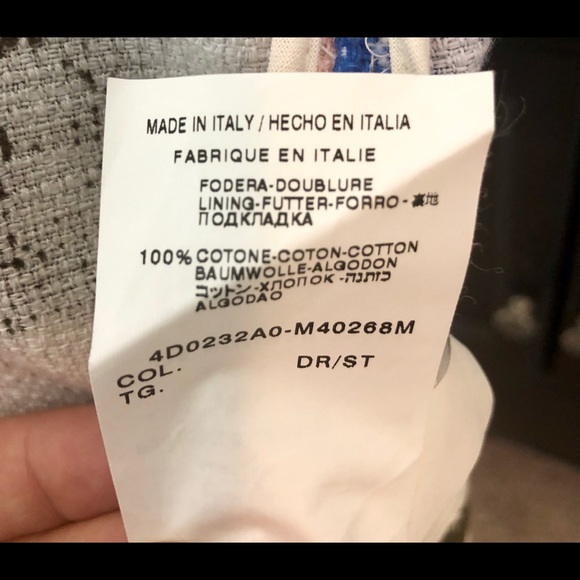 MADE IN ITALY / HECHO EN ITALIA
FABRIQUE EN ITALIE
FODERA-DOUBLURE
LINING-FUTTER-FORRO-裏地
ПОДКЛАДКА
100% COTONE-COTON-COTTON
BAUMWOLLE-ALGODON
コットン-ХЛОПОК-כותנה
ALGODAO
4D0232A0-M40268M
COL. DR/ST
TG.